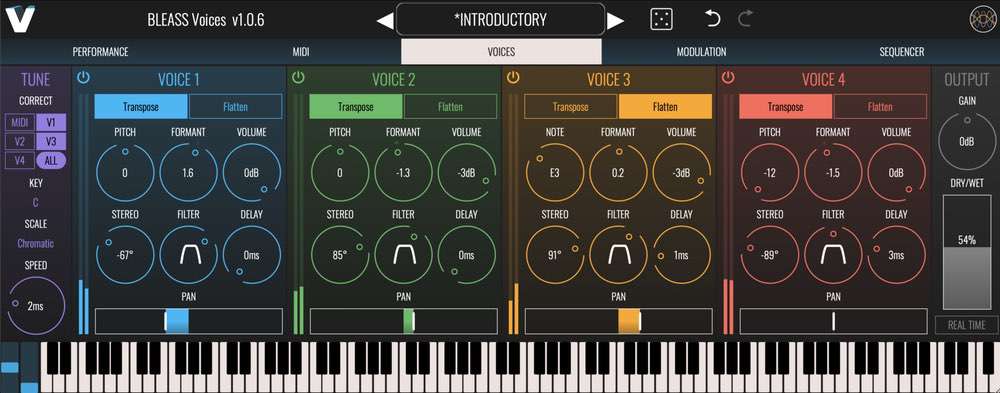 BLEASS Voices v1.0.6
*INTRODUCTORY
PERFORMANCE
MIDI
VOICES
MODULATION
SEQUENCER
TUNE
CORRECT
MIDI V1
V2 V3
V4 ALL
KEY
C
SCALE
Chromatic
SPEED
2ms
VOICE 1
Transpose Flatten
PITCH FORMANT VOLUME
0 1.6 0dB
STEREO FILTER DELAY
-67° 0ms
PAN
VOICE 2
Transpose Flatten
PITCH FORMANT VOLUME
0 -1.3 -3dB
STEREO FILTER DELAY
85° 0ms
PAN
VOICE 3
Transpose Flatten
NOTE FORMANT VOLUME
E3 0.2 -3dB
STEREO FILTER DELAY
91° 1ms
PAN
VOICE 4
Transpose Flatten
PITCH FORMANT VOLUME
-12 -1.5 0dB
STEREO FILTER DELAY
-89° 3ms
PAN
OUTPUT
GAIN
0dB
DRY/WET
54%
REAL TIME